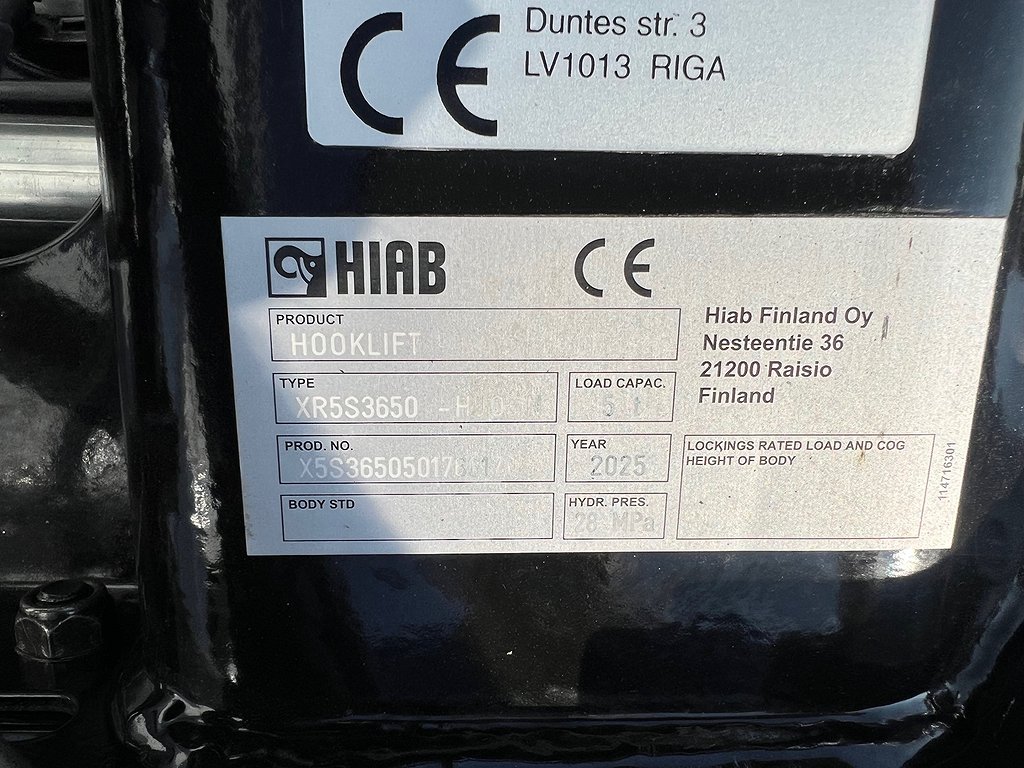 CE
Duntes str. 3
LV1013 RIGA
HIAB
CE
PRODUCT
HOOKLIFT
TYPE
XR5S3650
LOAD CAPAC.
5 t
PROD. NO.
YEAR
2025
BODY STD
HYDR. PRES.
28 MPa
Hiab Finland Oy
Nesteentie 36
21200 Raisio
Finland
LOCKINGS RATED LOAD AND COG
HEIGHT OF BODY
114716301